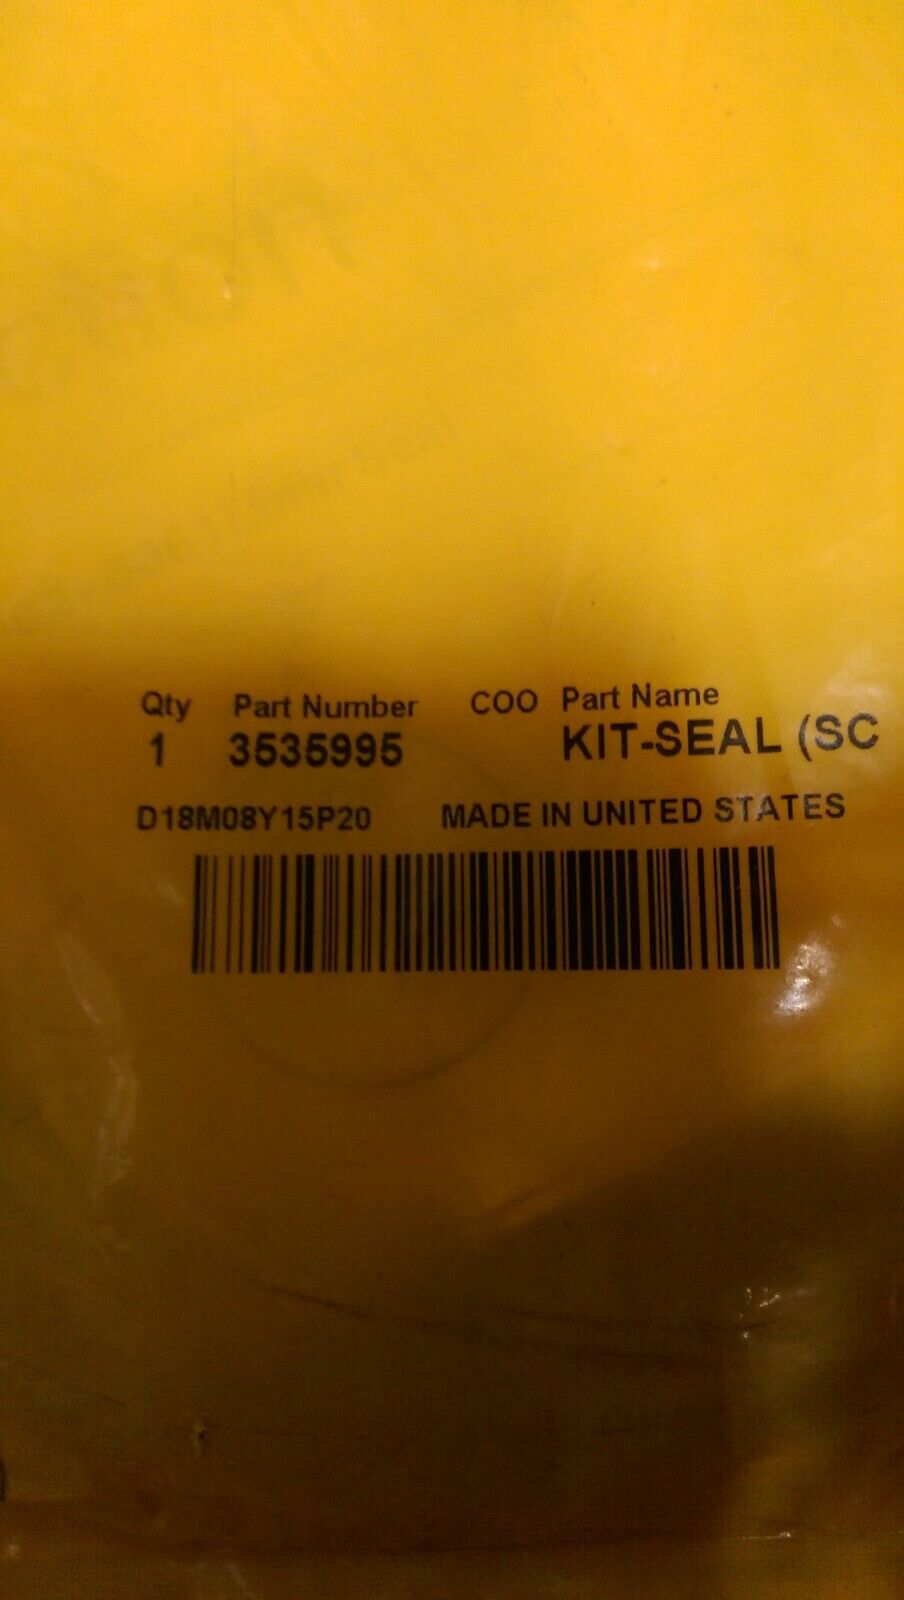 Qty Part Number COO Part Name
1 3535995 KIT-SEAL (SC
D18M08Y15P20 MADE IN UNITED STATES